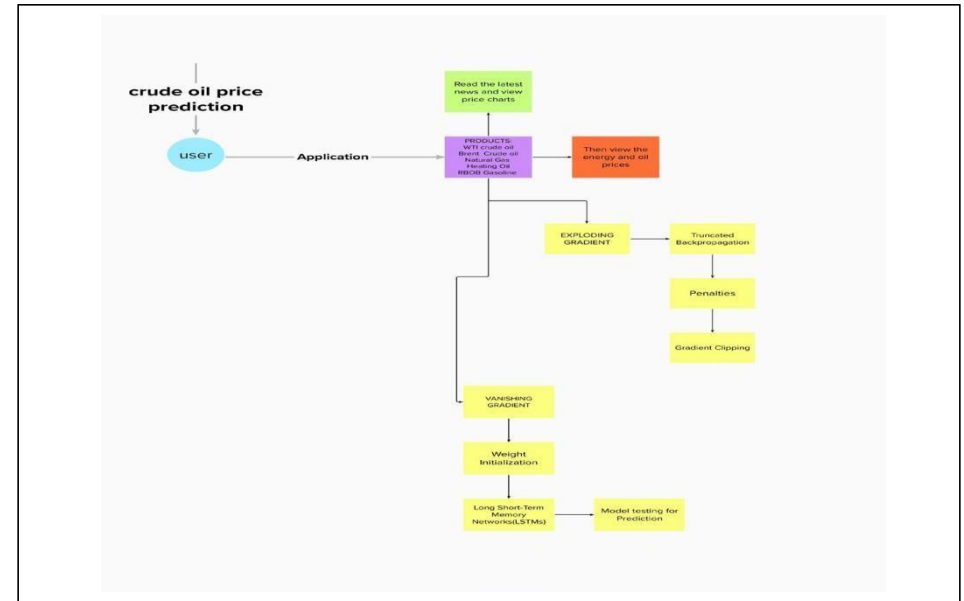 crude oil price
prediction
user
Application
Read the latest
news and view
price charts
PRODUCTS:
WTI crude oil
Brent Crude oil
Natural Gas
Heating Oil
RBOB Gasoline
Then view the
energy and oil
prices
EXPLODING
GRADIENT
Truncated
Backpropagation
Penalties
Gradient Clipping
VANISHING
GRADIENT
Weight
Initialization
Long Short-Term
Memory
Networks(LSTMs)
Model testing for
Prediction